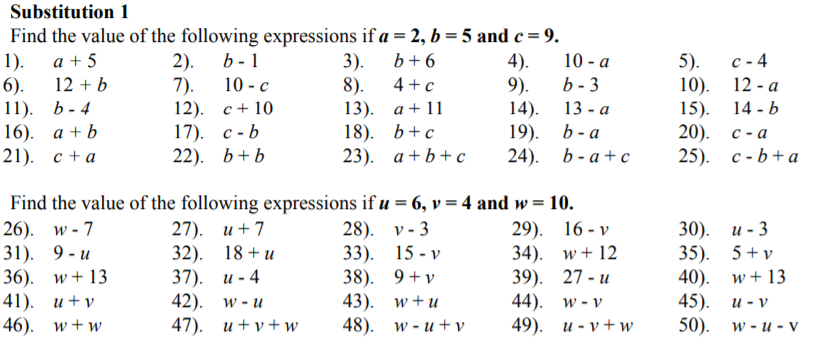 Substitution 1
Find the value of the following expressions if a = 2, b = 5 and c = 9.
1). a + 5 2). b - 1 3). b + 6 4). 10 - a 5). c - 4
6). 12 + b 7). 10 - c 8). 4 + c 9). b - 3 10). 12 - a
11). b - 4 12). c + 10 13). a + 11 14). 13 - a 15). 14 - b
16). a + b 17). c - b 18). b + c 19). b - a 20). c - a
21). c + a 22). b + b 23). a + b + c 24). b - a + c 25). c - b + a
Find the value of the following expressions if u = 6, v = 4 and w = 10.
26). w - 7 27). u + 7 28). v - 3 29). 16 - v 30). u - 3
31). 9 - u 32). 18 + u 33). 15 - v 34). w + 12 35). 5 + v
36). w + 13 37). u - 4 38). 9 + v 39). 27 - u 40). w + 13
41). u + v 42). w - u 43). w + u 44). w - v 45). u - v
46). w + w 47). u + v + w 48). w - u + v 49). u - v + w 50). w - u - v